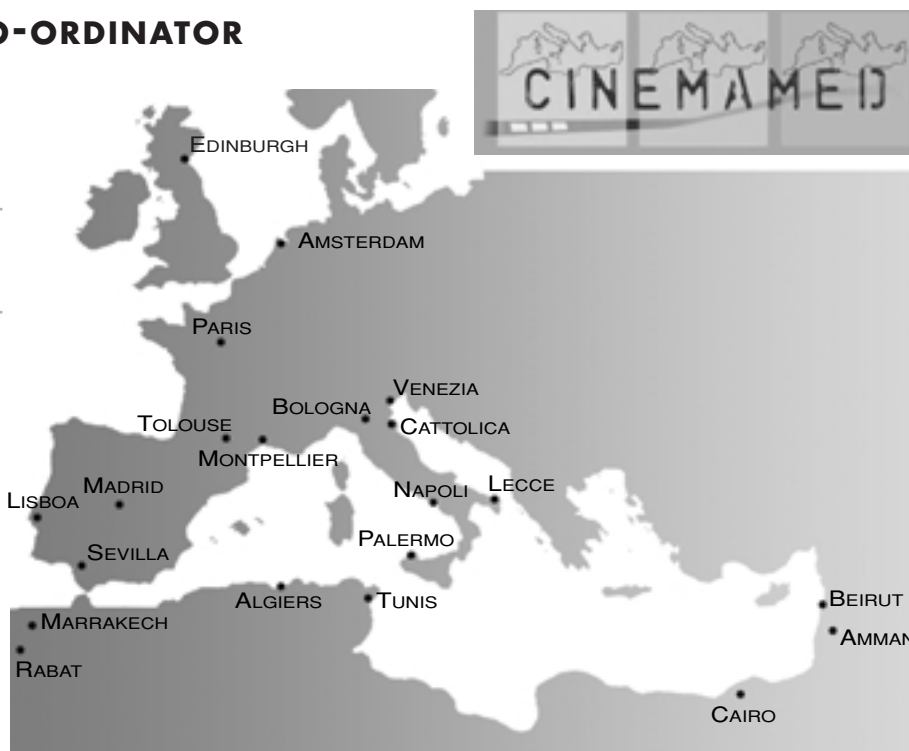 O-ORDINATOR
CINEMAMED
EDINBURGH
AMSTERDAM
PARIS
VENEZIA
BOLOGNA
CATTOLICA
TOLOUSE
MONTPELLIER
MADRID
LISBOA
NAPOLI
LECCE
PALERMO
SEVILLA
ALGIERS
TUNIS
BEIRUT
MARRAKECH
AMMAN
RABAT
CAIRO